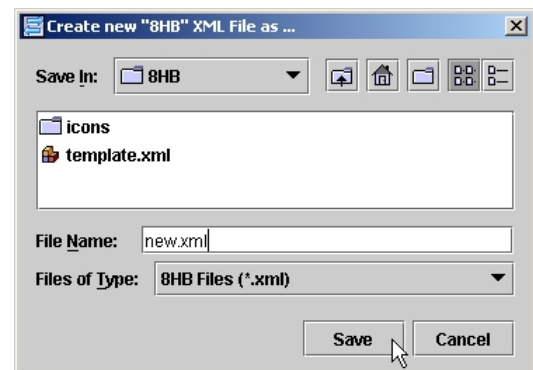 Create new "8HB" XML File as ...
Save In: 8HB
icons
template.xml
File Name: new.xml
Files of Type: 8HB Files (*.xml)
Save Cancel